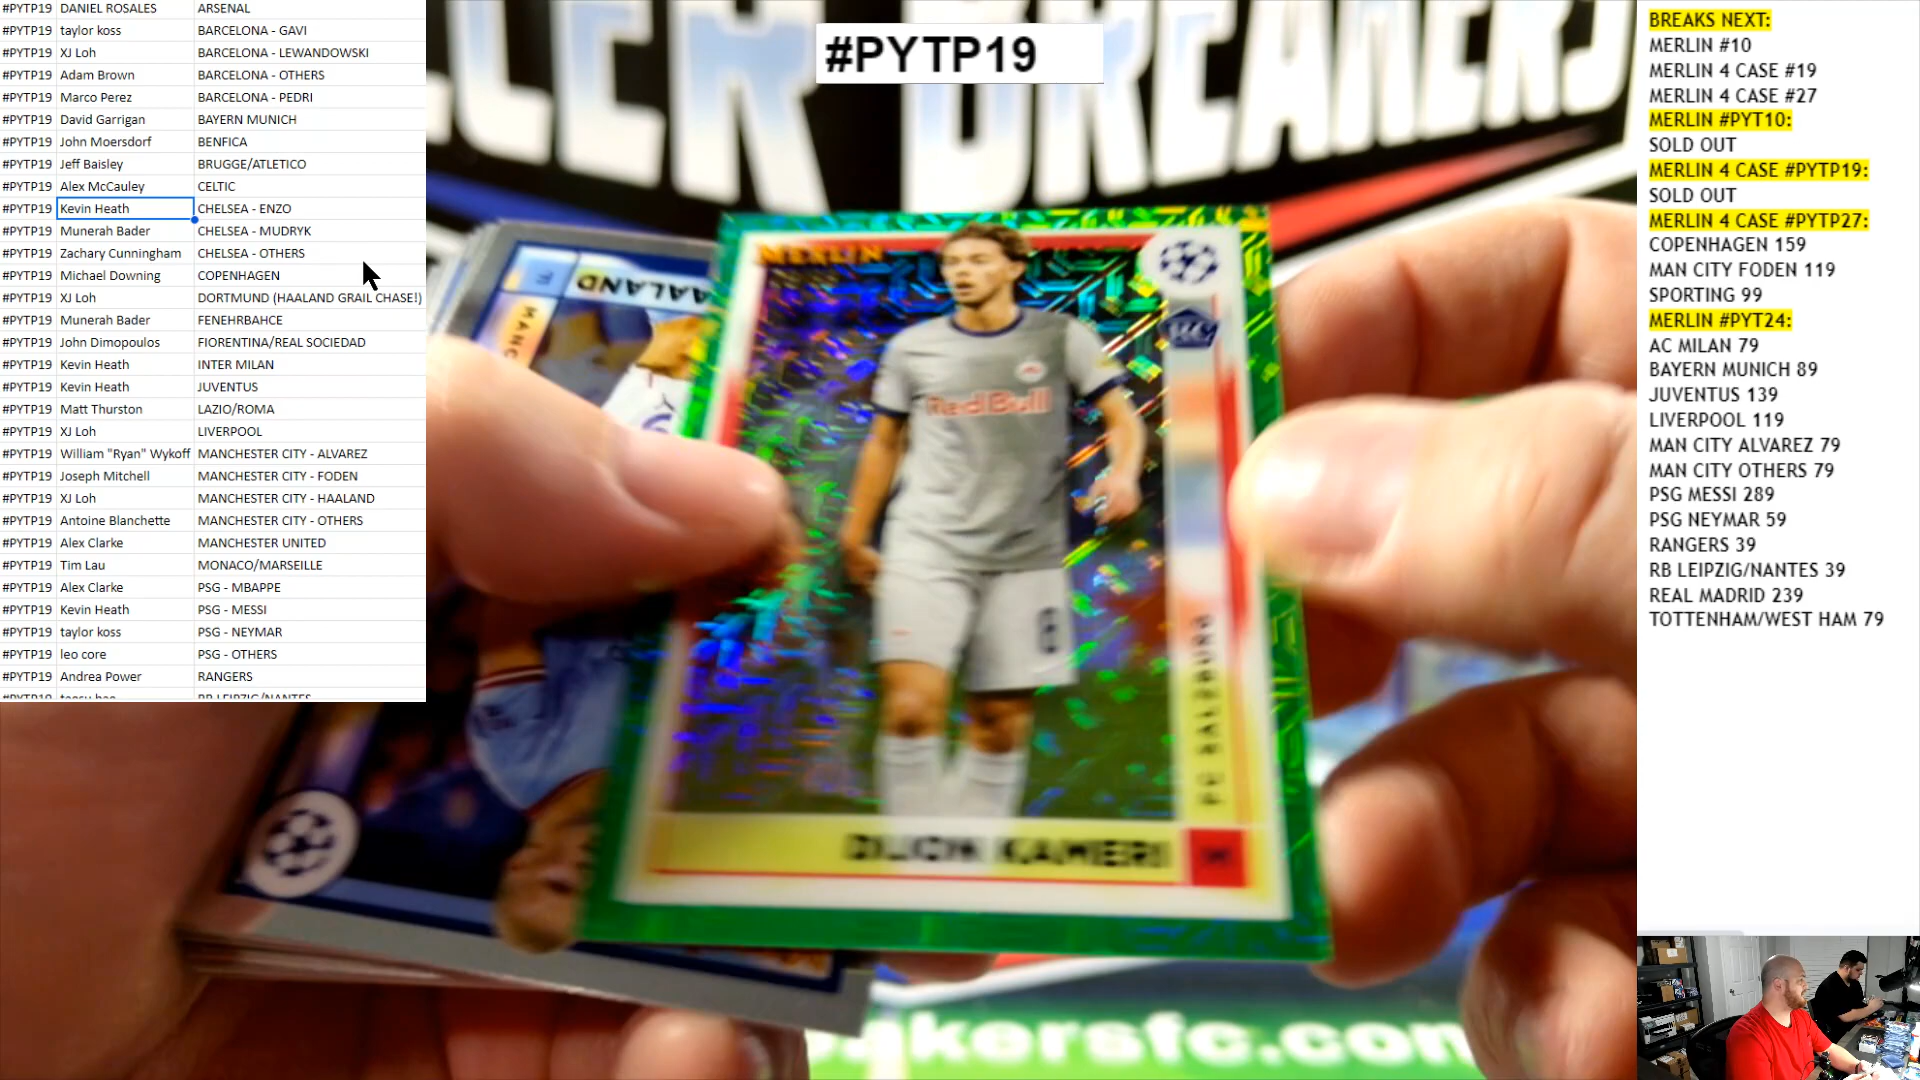 #PYTP19 DANIEL ROSALES ARSENAL
#PYTP19 taylor koss BARCELONA - GAVI
#PYTP19 XJ Loh BARCELONA - LEWANDOWSKI
#PYTP19 Adam Brown BARCELONA - OTHERS
#PYTP19 Marco Perez BARCELONA - PEDRI
#PYTP19 David Garrigan BAYERN MUNICH
#PYTP19 John Moersdorf BENFICA
#PYTP19 Jeff Baisley BRUGGE/ATLETICO
#PYTP19 Alex McCauley CELTIC
#PYTP19 Kevin Heath CHELSEA - ENZO
#PYTP19 Munerah Bader CHELSEA - MUDRYK
#PYTP19 Zachary Cunningham CHELSEA - OTHERS
#PYTP19 Michael Downing COPENHAGEN
#PYTP19 XJ Loh DORTMUND (HAALAND GRAIL CHASE!)
#PYTP19 Munerah Bader FENEHRBAHCE
#PYTP19 John Dimopoulos FIORENTINA/REAL SOCIEDAD
#PYTP19 Kevin Heath INTER MILAN
#PYTP19 Kevin Heath JUVENTUS
#PYTP19 Matt Thurston LAZIO/ROMA
#PYTP19 XJ Loh LIVERPOOL
#PYTP19 William "Ryan" Wykoff MANCHESTER CITY - ALVAREZ
#PYTP19 Joseph Mitchell MANCHESTER CITY - FODEN
#PYTP19 XJ Loh MANCHESTER CITY - HAALAND
#PYTP19 Antoine Blanchette MANCHESTER CITY - OTHERS
#PYTP19 Alex Clarke MANCHESTER UNITED
#PYTP19 Tim Lau MONACO/MARSEILLE
#PYTP19 Alex Clarke PSG - MBAPPE
#PYTP19 Kevin Heath PSG - MESSI
#PYTP19 taylor koss PSG - NEYMAR
#PYTP19 leo core PSG - OTHERS
#PYTP19 Andrea Power RANGERS
#PYTP19
BREAKERS
MERLIN
RedBull
8
KAMERI
akersfc.com
BREAKS NEXT:
MERLIN #10
MERLIN 4 CASE #19
MERLIN 4 CASE #27
MERLIN #PYT10:
SOLD OUT
MERLIN 4 CASE #PYTP19:
SOLD OUT
MERLIN 4 CASE #PYTP27:
COPENHAGEN 159
MAN CITY FODEN 119
SPORTING 99
MERLIN #PYT24:
AC MILAN 79
BAYERN MUNICH 89
JUVENTUS 139
LIVERPOOL 119
MAN CITY ALVAREZ 79
MAN CITY OTHERS 79
PSG MESSI 289
PSG NEYMAR 59
RANGERS 39
RB LEIPZIG/NANTES 39
REAL MADRID 239
TOTTENHAM/WEST HAM 79